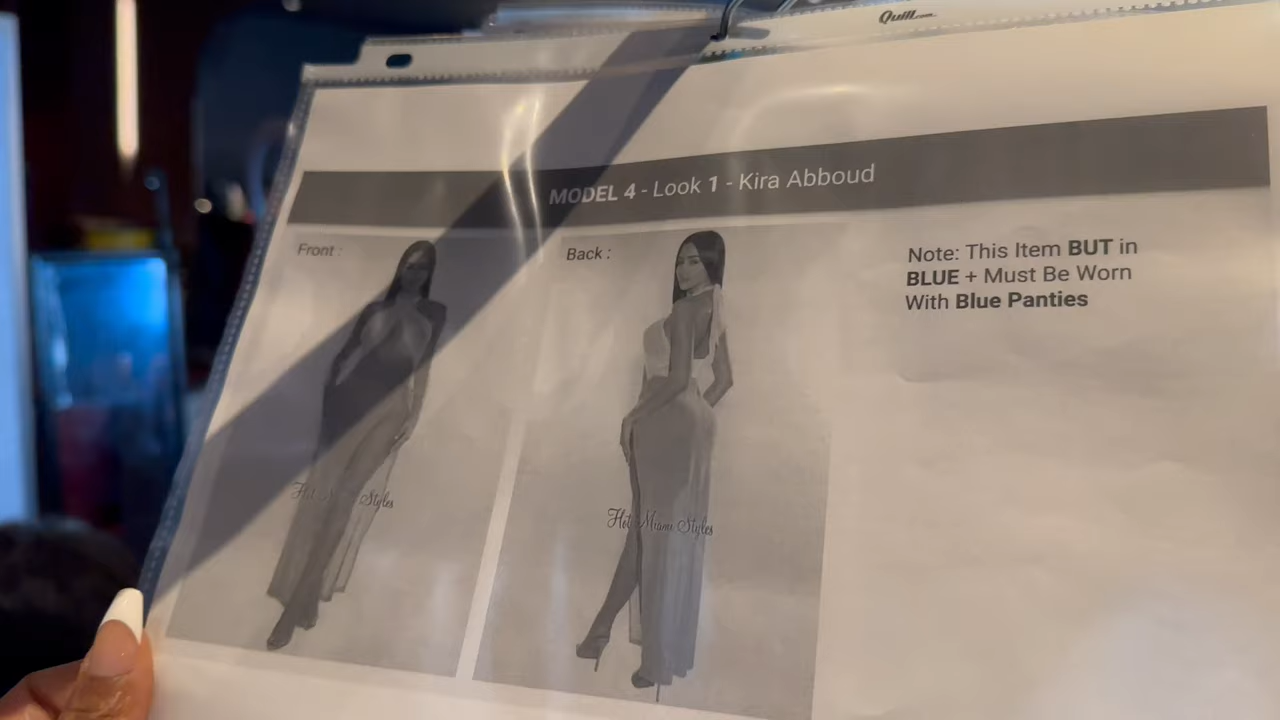 Quill.com
MODEL 4 - Look 1 - Kira Abboud
Front :
Back :
Note: This Item BUT in
BLUE + Must Be Worn
With Blue Panties
Hot Styles
Hot Miami Styles